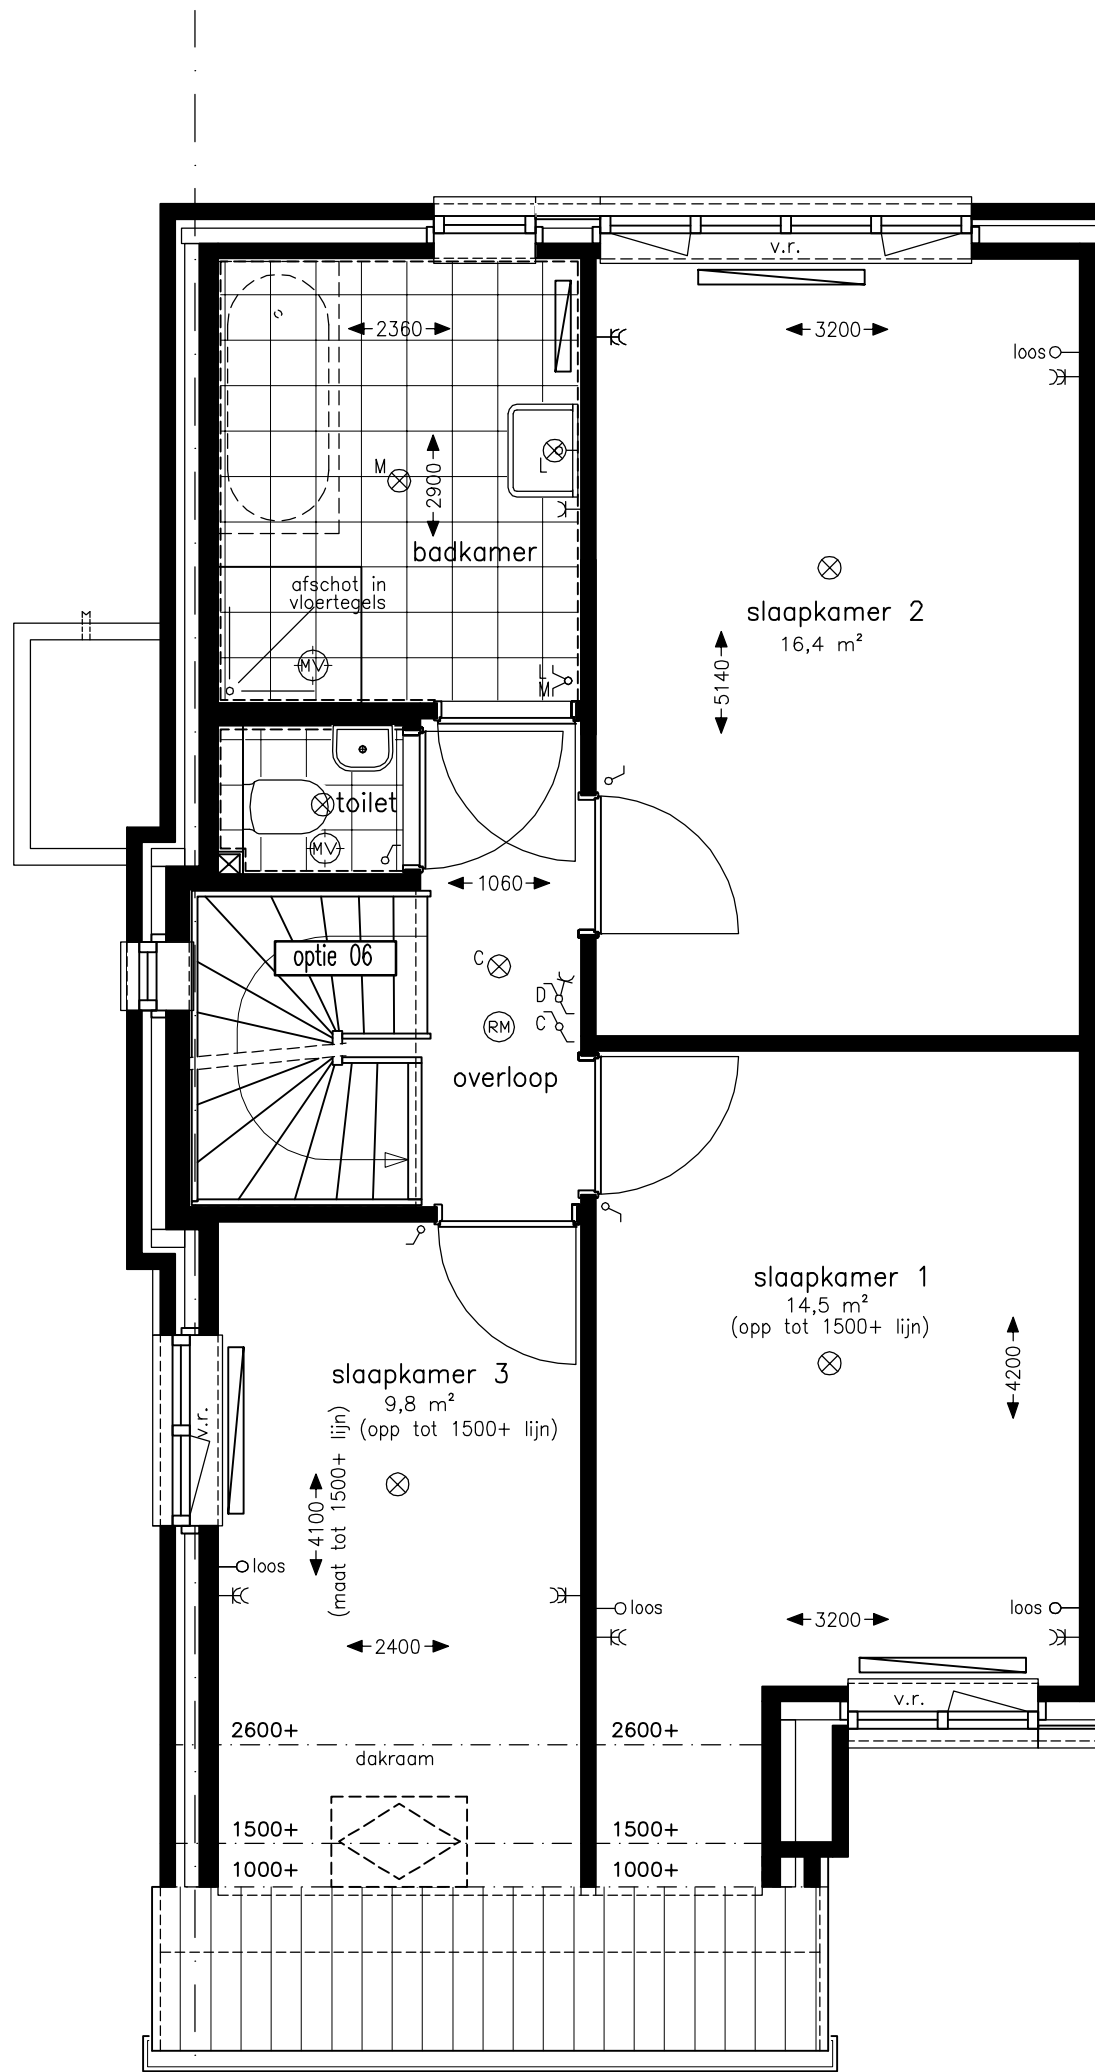 v.r.
2360
3200
loos
M
2900
L
badkamer
afschot in
vloertegels
slaapkamer 2
16,4 m²
MV
5140
L
M
toilet
MV
1060
optie 06
C
D
RM
C
overloop
slaapkamer 1
14,5 m²
(opp tot 1500+ lijn)
4200
slaapkamer 3
9,8 m²
(opp tot 1500+ lijn)
v.r.
4100
(maat tot 1500+ lijn)
loos
loos
loos
2400
3200
v.r.
2600+
2600+
dakraam
1500+
1500+
1000+
1000+